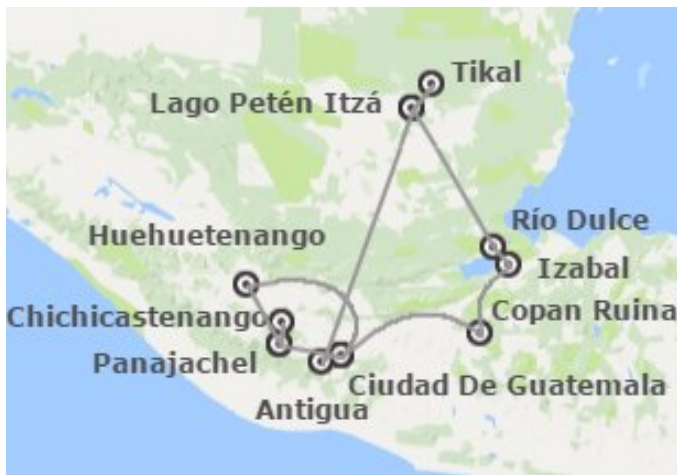 Tikal
Lago Petén Itzá
Río Dulce
Huehuetenango
Izabal
Copan Ruina
Chichicastenango
Panajachel
Ciudad De Guatemala
Antigua